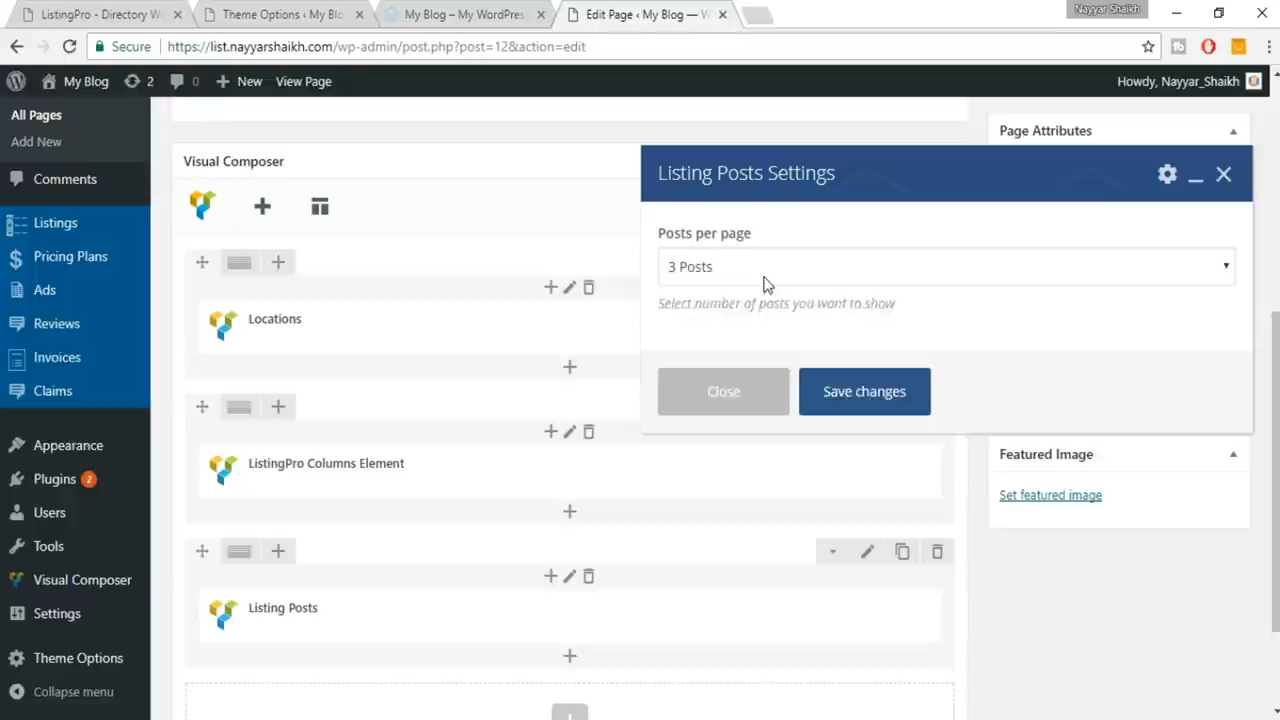 ListingPro - Directory W
Theme Options ‹ My Blo
My Blog – My WordPres
Edit Page ‹ My Blog — W
Nayyar Shaikh
Secure
https://list.nayyarshaikh.com/wp-admin/post.php?post=12&action=edit
My Blog
2
0
New
View Page
Howdy, Nayyar_Shaikh
All Pages
Add New
Comments
Listings
Pricing Plans
Ads
Reviews
Invoices
Claims
Appearance
Plugins 2
Users
Tools
Visual Composer
Settings
Theme Options
Collapse menu
Visual Composer
Locations
ListingPro Columns Element
Listing Posts
Listing Posts Settings
Posts per page
3 Posts
Select number of posts you want to show
Close
Save changes
Page Attributes
Featured Image
Set featured image